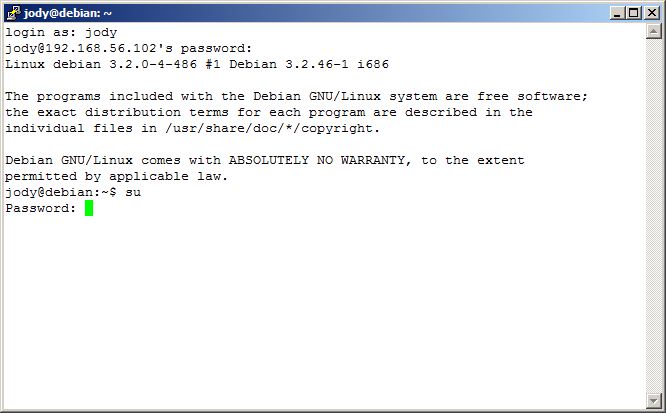 jody@debian: ~
login as: jody
jody@192.168.56.102's password:
Linux debian 3.2.0-4-486 #1 Debian 3.2.46-1 i686
The programs included with the Debian GNU/Linux system are free software;
the exact distribution terms for each program are described in the
individual files in /usr/share/doc/*/copyright.
Debian GNU/Linux comes with ABSOLUTELY NO WARRANTY, to the extent
permitted by applicable law.
jody@debian:~$ su
Password: